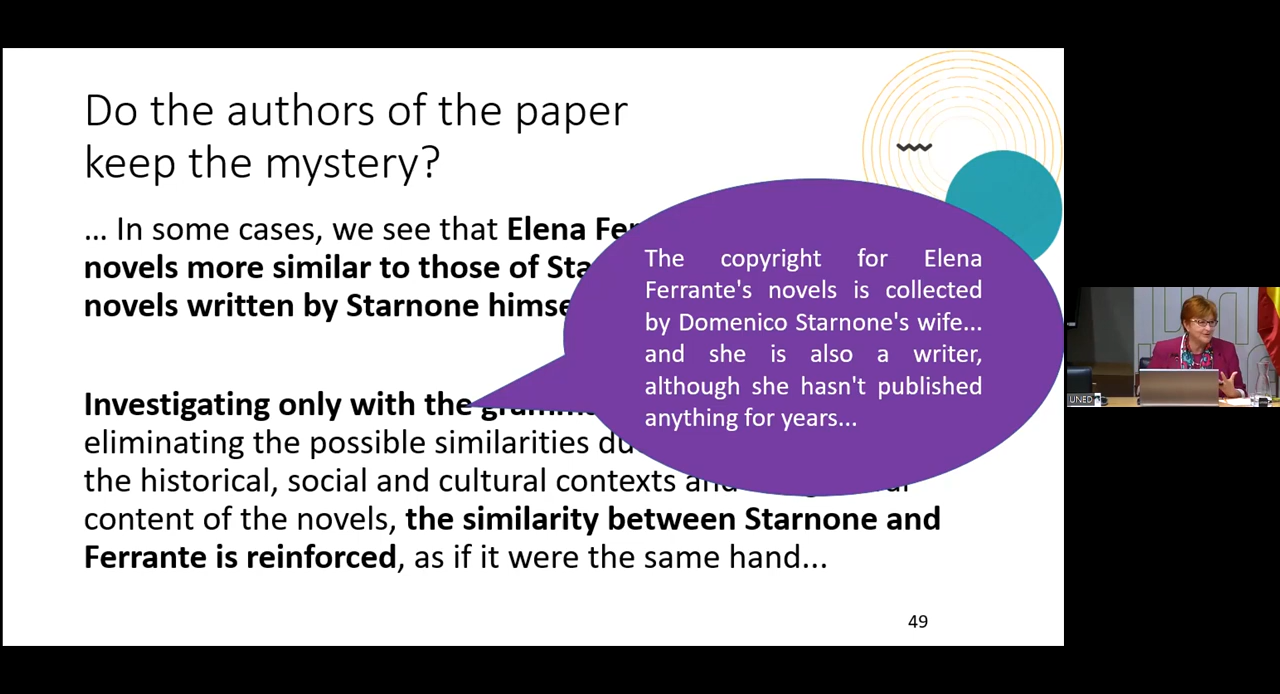 Do the authors of the paper
keep the mystery?
... In some cases, we see that Elena
novels more similar to those of
novels written by Starnone
Investigating only with the
eliminating the possible similarities
the historical, social and cultural contexts
content of the novels, the similarity between Starnone and
Ferrante is reinforced, as if it were the same hand...
The copyright for Elena
Ferrante's novels is collected
by Domenico Starnone's wife...
and she is also a writer,
although she hasn't published
anything for years...
49
UNED